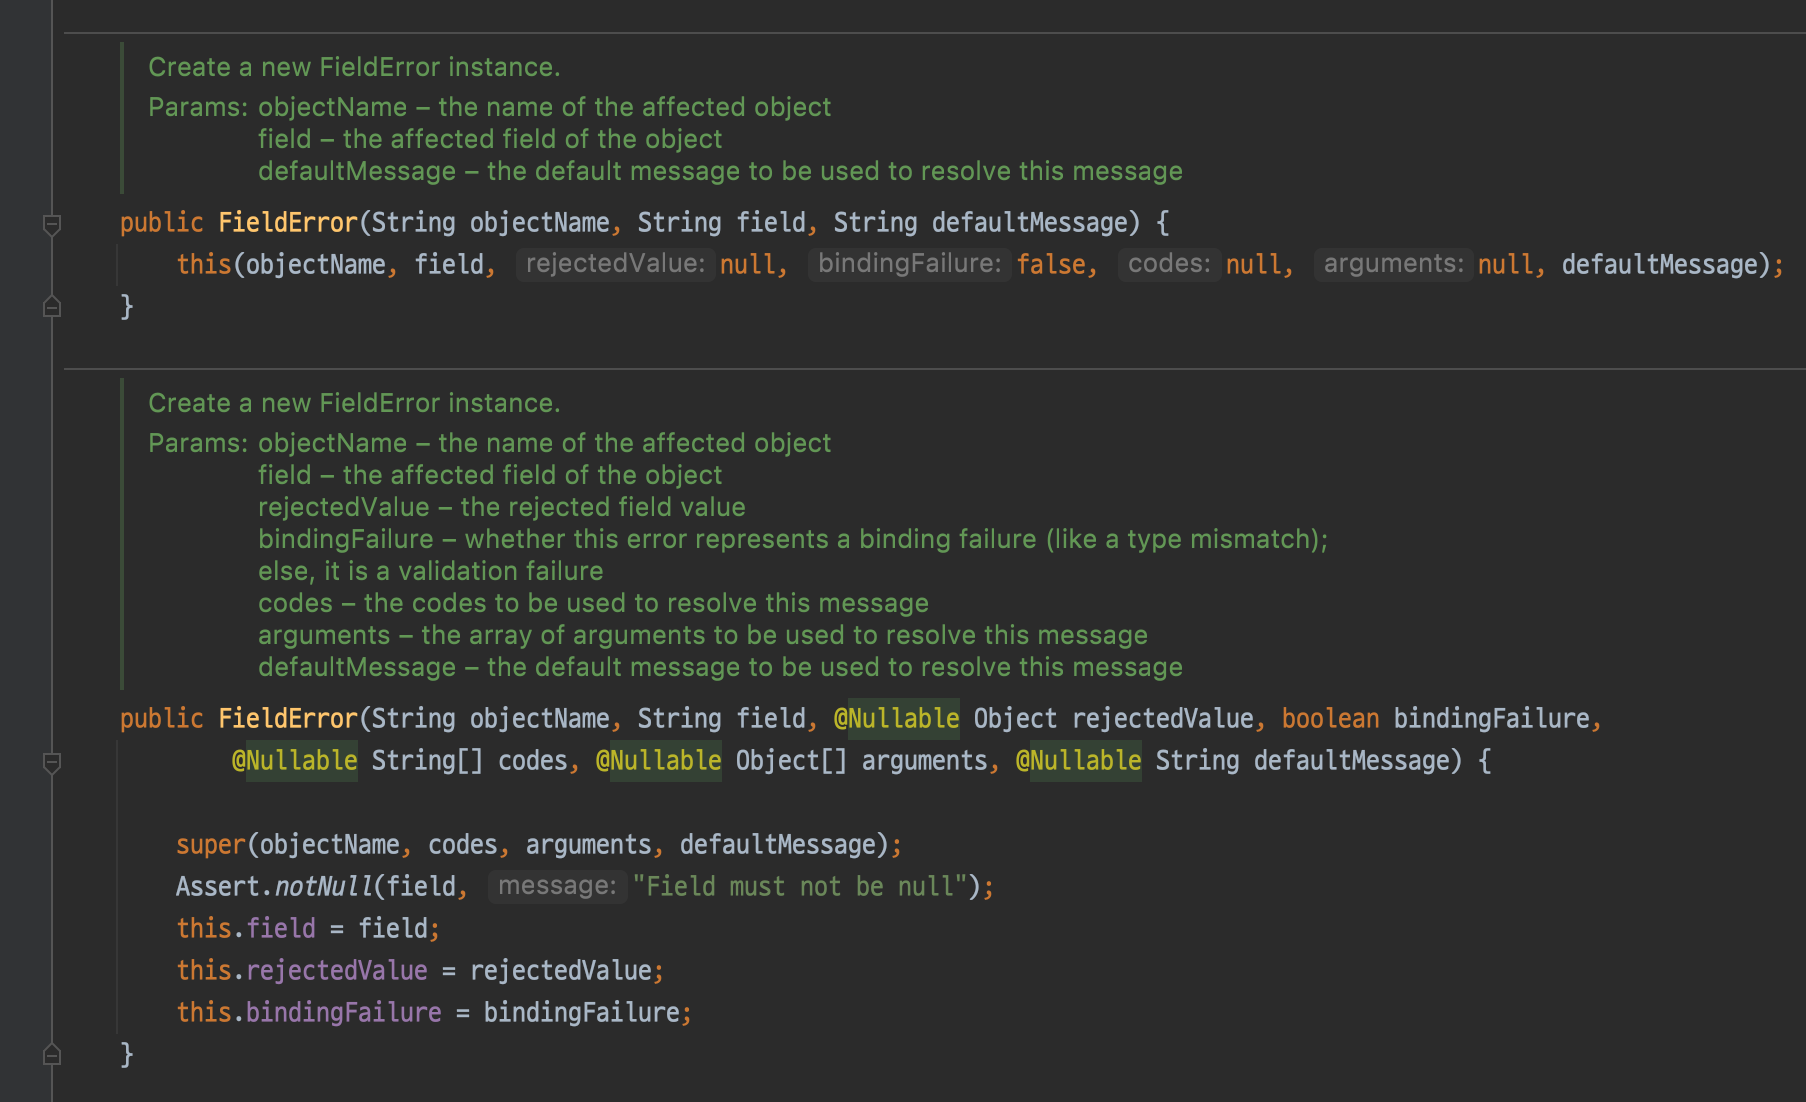 Create a new FieldError instance.
Params: objectName – the name of the affected object
field – the affected field of the object
defaultMessage – the default message to be used to resolve this message
public FieldError(String objectName, String field, String defaultMessage) {
this(objectName, field, rejectedValue: null, bindingFailure: false, codes: null, arguments: null, defaultMessage);
}
Create a new FieldError instance.
Params: objectName – the name of the affected object
field – the affected field of the object
rejectedValue – the rejected field value
bindingFailure – whether this error represents a binding failure (like a type mismatch);
else, it is a validation failure
codes – the codes to be used to resolve this message
arguments – the array of arguments to be used to resolve this message
defaultMessage – the default message to be used to resolve this message
public FieldError(String objectName, String field, @Nullable Object rejectedValue, boolean bindingFailure,
@Nullable String[] codes, @Nullable Object[] arguments, @Nullable String defaultMessage) {
super(objectName, codes, arguments, defaultMessage);
Assert.notNull(field, message: "Field must not be null");
this.field = field;
this.rejectedValue = rejectedValue;
this.bindingFailure = bindingFailure;
}